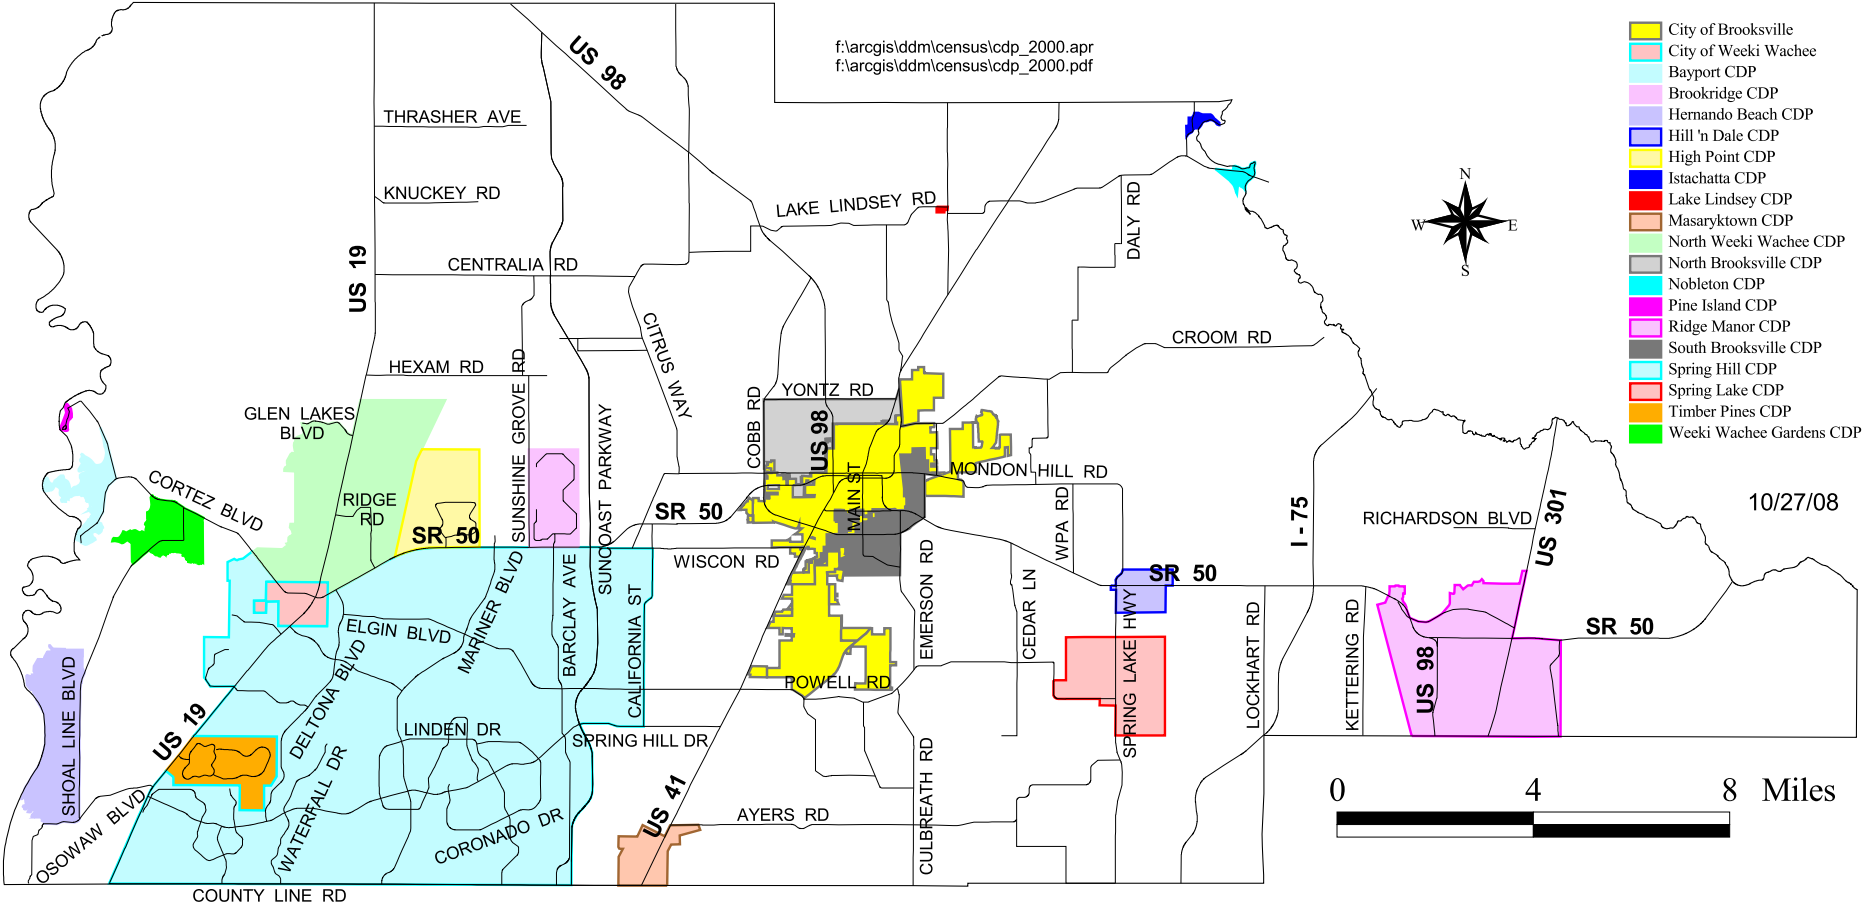 f:\arcgis\ddm\census\cdp_2000.apr
f:\arcgis\ddm\census\cdp_2000.pdf
City of Brooksville
City of Weeki Wachee
Bayport CDP
Brookridge CDP
Hernando Beach CDP
Hill 'n Dale CDP
High Point CDP
Istachatta CDP
Lake Lindsey CDP
Masaryktown CDP
North Weeki Wachee CDP
North Brooksville CDP
Nobleton CDP
Pine Island CDP
Ridge Manor CDP
South Brooksville CDP
Spring Hill CDP
Spring Lake CDP
Timber Pines CDP
Weeki Wachee Gardens CDP
N
W
E
S
10/27/08
0
4
8 Miles
US 98
THRASHER AVE
KNUCKEY RD
LAKE LINDSEY RD
DALY RD
US 19
CENTRALIA RD
CITRUS WAY
CROOM RD
HEXAM RD
SUNSHINE GROVE RD
GLEN LAKES
BLVD
SUNCOAST PARKWAY
COBB RD
YONTZ RD
US 98
MAIN ST
MONDON HILL RD
CORTEZ BLVD
RIDGE
RD
SR 50
SR 50
WISCON RD
WPA RD
I - 75
RICHARDSON BLVD
US 301
SR 50
SR 50
ELGIN BLVD
MARINER BLVD
BARCLAY AVE
CALIFORNIA ST
EMERSON RD
CEDAR LN
SPRING LAKE HWY
LOCKHART RD
KETTERING RD
US 98
POWELL RD
SHOAL LINE BLVD
US 19
DELTONA BLVD
LINDEN DR
SPRING HILL DR
US 41
AYERS RD
CULBREATH RD
OSOWAW BLVD
WATERFALL DR
CORONADO DR
COUNTY LINE RD